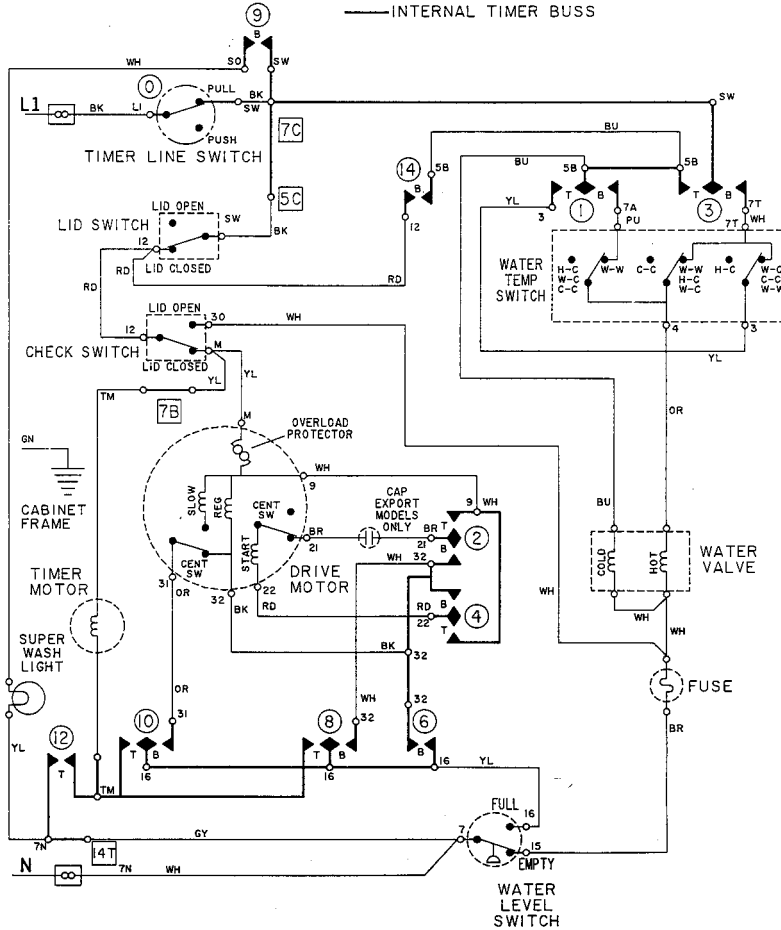 INTERNAL TIMER BUSS
9
B
SO
SW
WH
0
PULL
BK
SW
SW
L1
BK
L1
PUSH
TIMER LINE SWITCH
7C
BU
14
5B
B
BU
5B
5B
T
B
T
B
1
3
YL
3
7A
PU
7T
7T
WH
5C
LID OPEN
LID SWITCH
SW
BK
12
LID CLOSED
RD
RD
RD
12
WATER
TEMP
SWITCH
H-C
W-C
C-C
W-W
C-C
W-W
H-C
W-C
H-C
W-C
C-C
W-W
4
3
YL
LID OPEN
30
WH
12
M
CHECK SWITCH
LID CLOSED
YL
YL
TM
7B
M
OR
GN
CABINET
FRAME
OVERLOAD
PROTECTOR
WH
9
9
WH
SLOW
REG
CENT
SW
START
CAP
EXPORT
MODELS
ONLY
BR
21
BR
21
T
B
2
CENT
SW
DRIVE
MOTOR
WH
32
31
OR
32
BK
22
RD
RD
22
B
T
4
BU
COLD
HOT
WATER
VALVE
WH
WH
WH
TIMER
MOTOR
SUPER
WASH
LIGHT
BK
32
OR
WH
32
FUSE
BR
YL
12
T
TM
10
31
T
B
16
8
32
T
B
16
6
B
16
YL
FULL
16
7N
14T
GY
7
15
EMPTY
N
7N
WH
WATER
LEVEL
SWITCH